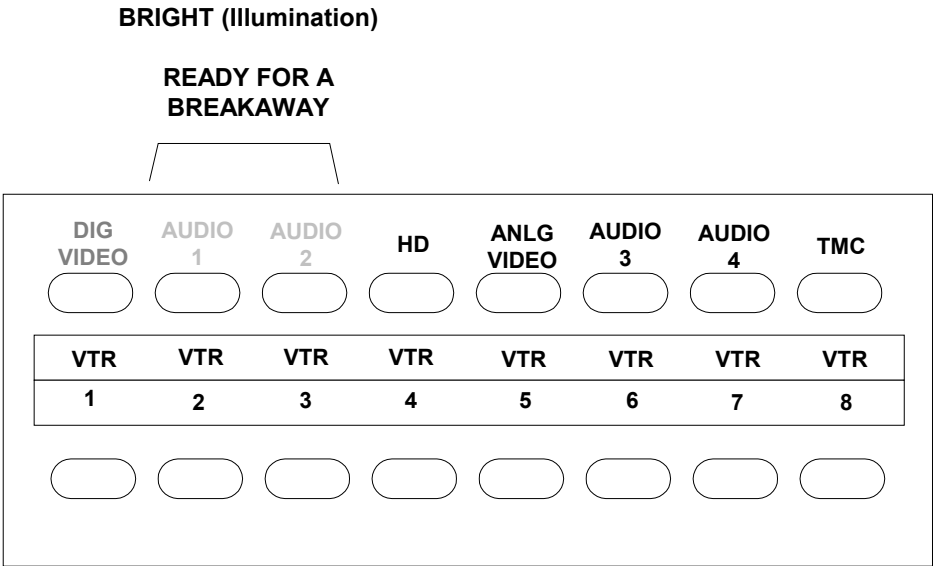 BRIGHT (Illumination)
READY FOR A
BREAKAWAY
DIG VIDEO AUDIO 1 AUDIO 2 HD ANLG VIDEO AUDIO 3 AUDIO 4 TMC
VTR VTR VTR VTR VTR VTR VTR VTR
1 2 3 4 5 6 7 8